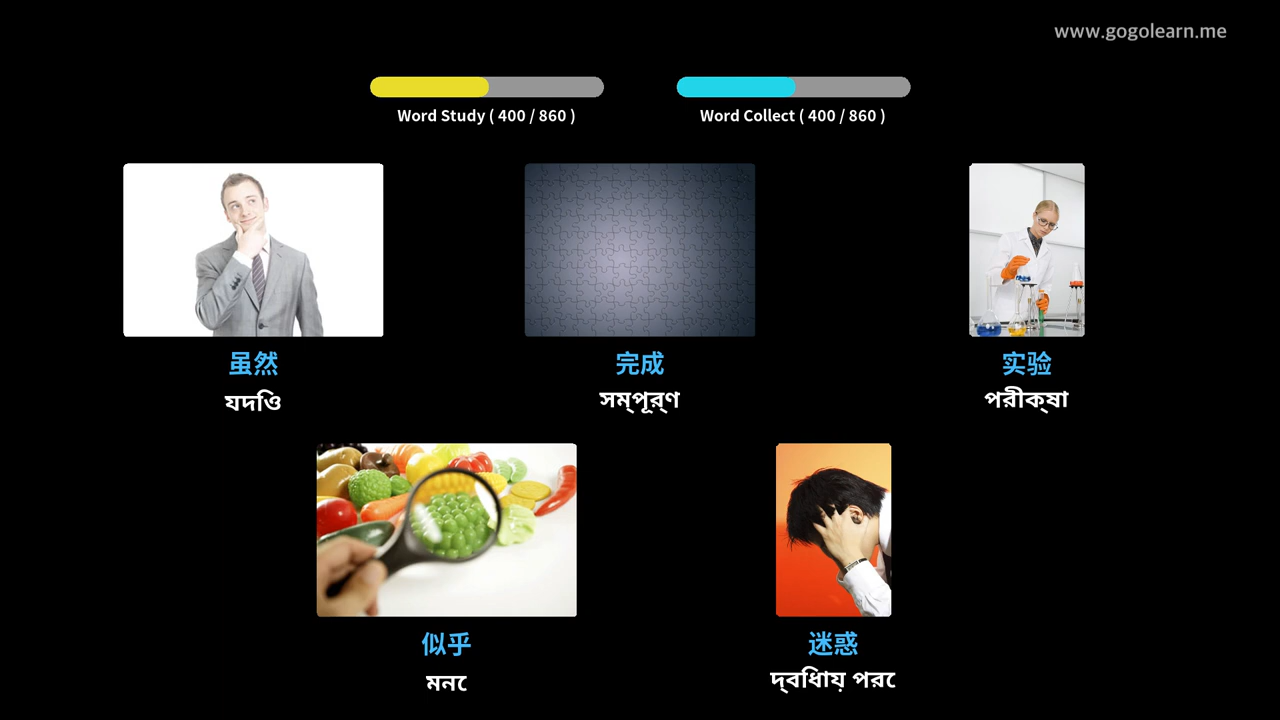 www.gogolearn.me
Word Study ( 400 / 860 )
Word Collect ( 400 / 860 )
虽然
যদিও
完成
সম্পূর্ণ
实验
পরীক্ষা
似乎
মনে
迷惑
দ্বিধায় পরে